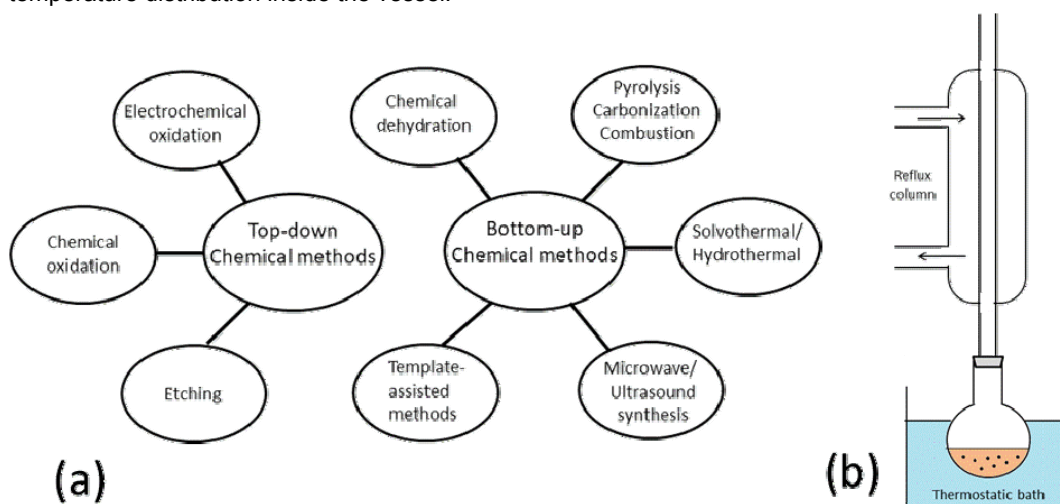 temperature distribution inside the vessel.
Electrochemical
oxidation
Chemical
oxidation
Etching
Top-down
Chemical methods
Chemical
dehydration
Pyrolysis
Carbonization
Combustion
Bottom-up
Chemical methods
Solvothermal/
Hydrothermal
Template-
assisted
methods
Microwave/
Ultrasound
synthesis
(a)
Reflux
column
Thermostatic bath
(b)